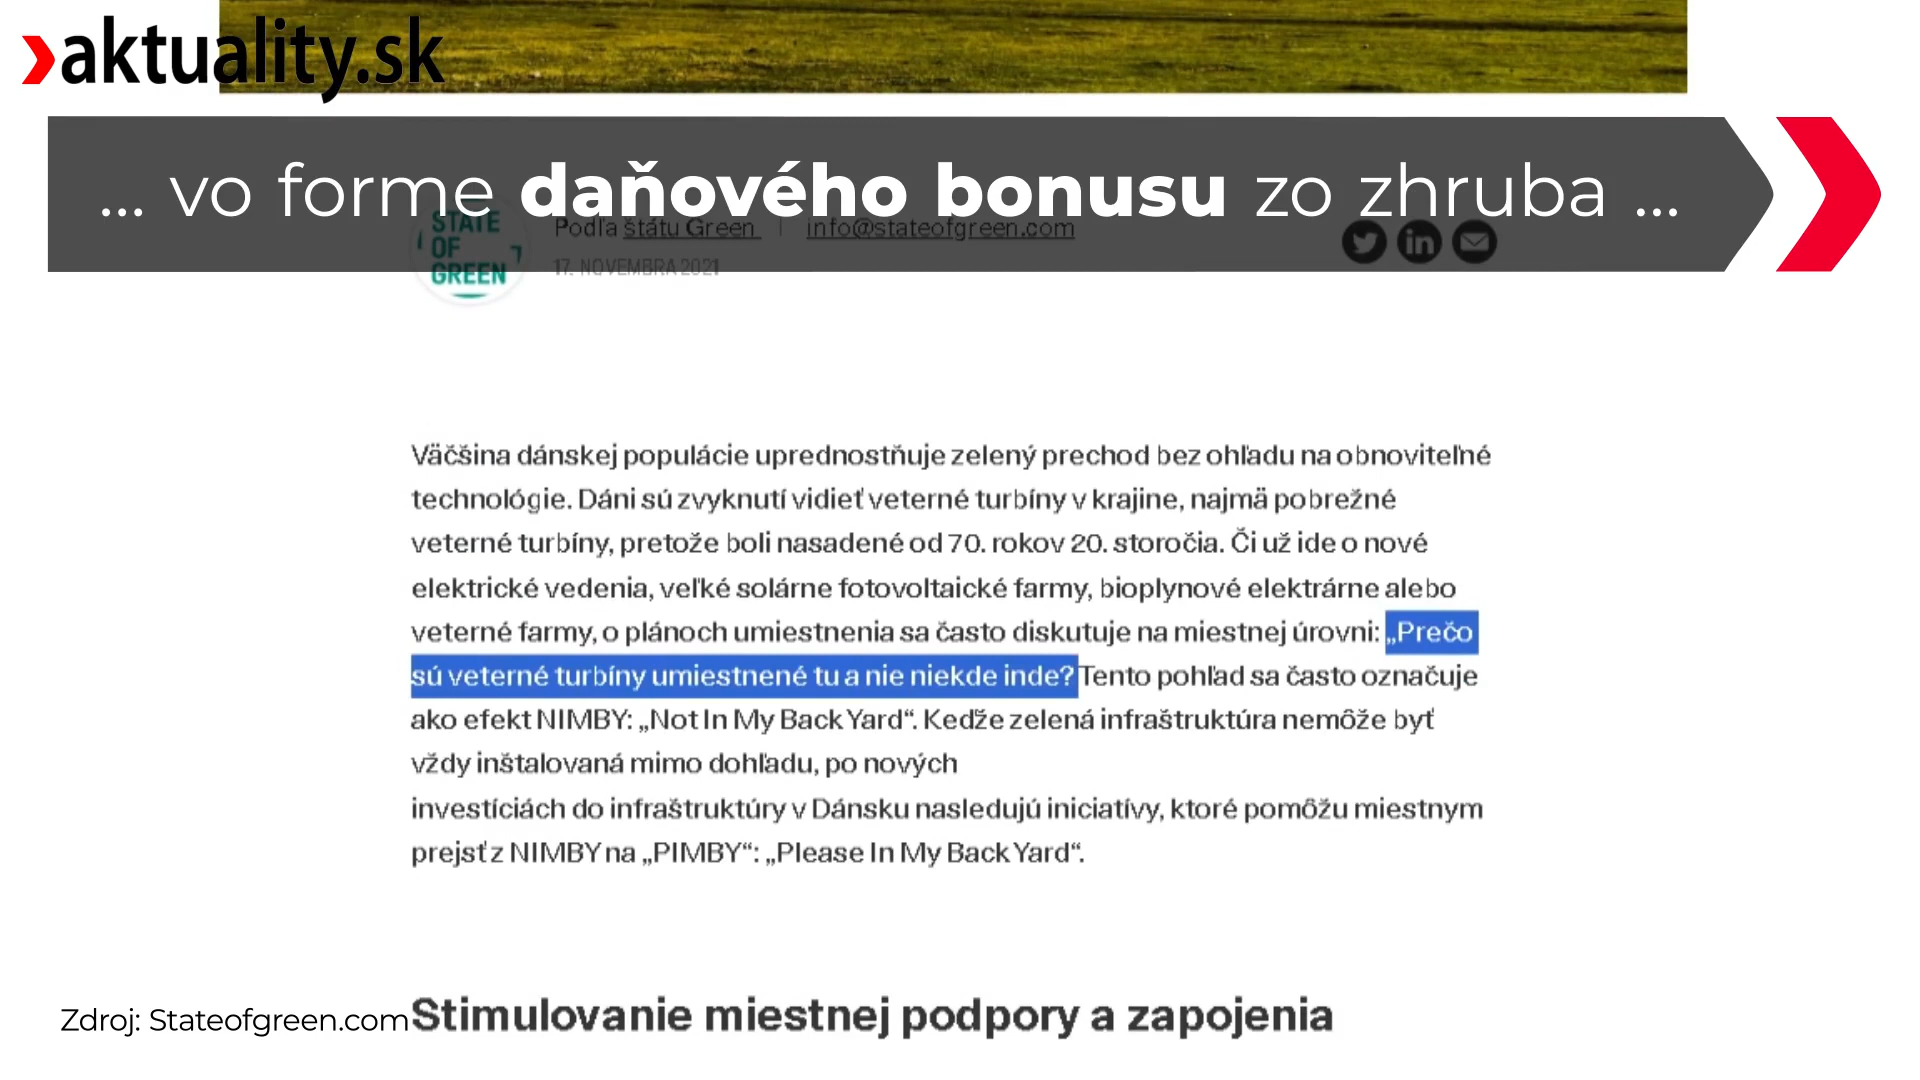 aktuality.sk
... vo forme daňového bonusu zo zhruba ...
STATE
OF
GREEN
Podľa štátu Green | info@stateofgreen.com
17. NOVEMBRA 2021
Väčšina dánskej populácie uprednostňuje zelený prechod bez ohľadu na obnoviteľné
technológie. Dáni sú zvyknutí vidieť veterné turbíny v krajine, najmä pobrežné
veterné turbíny, pretože boli nasadené od 70. rokov 20. storočia. Či už ide o nové
elektrické vedenia, veľké solárne fotovoltaické farmy, bioplynové elektrárne alebo
veterné farmy, o plánoch umiestnenia sa často diskutuje na miestnej úrovni: „Prečo
sú veterné turbíny umiestnené tu a nie niekde inde? Tento pohľad sa často označuje
ako efekt NIMBY: „Not In My Back Yard“. Keďže zelená infraštruktúra nemôže byť
vždy inštalovaná mimo dohľadu, po nových
investíciách do infraštruktúry v Dánsku nasledujú iniciatívy, ktoré pomôžu miestnym
prejsť z NIMBY na „PIMBY“: „Please In My Back Yard“.
Stimulovanie miestnej podpory a zapojenia
Zdroj: Stateofgreen.com